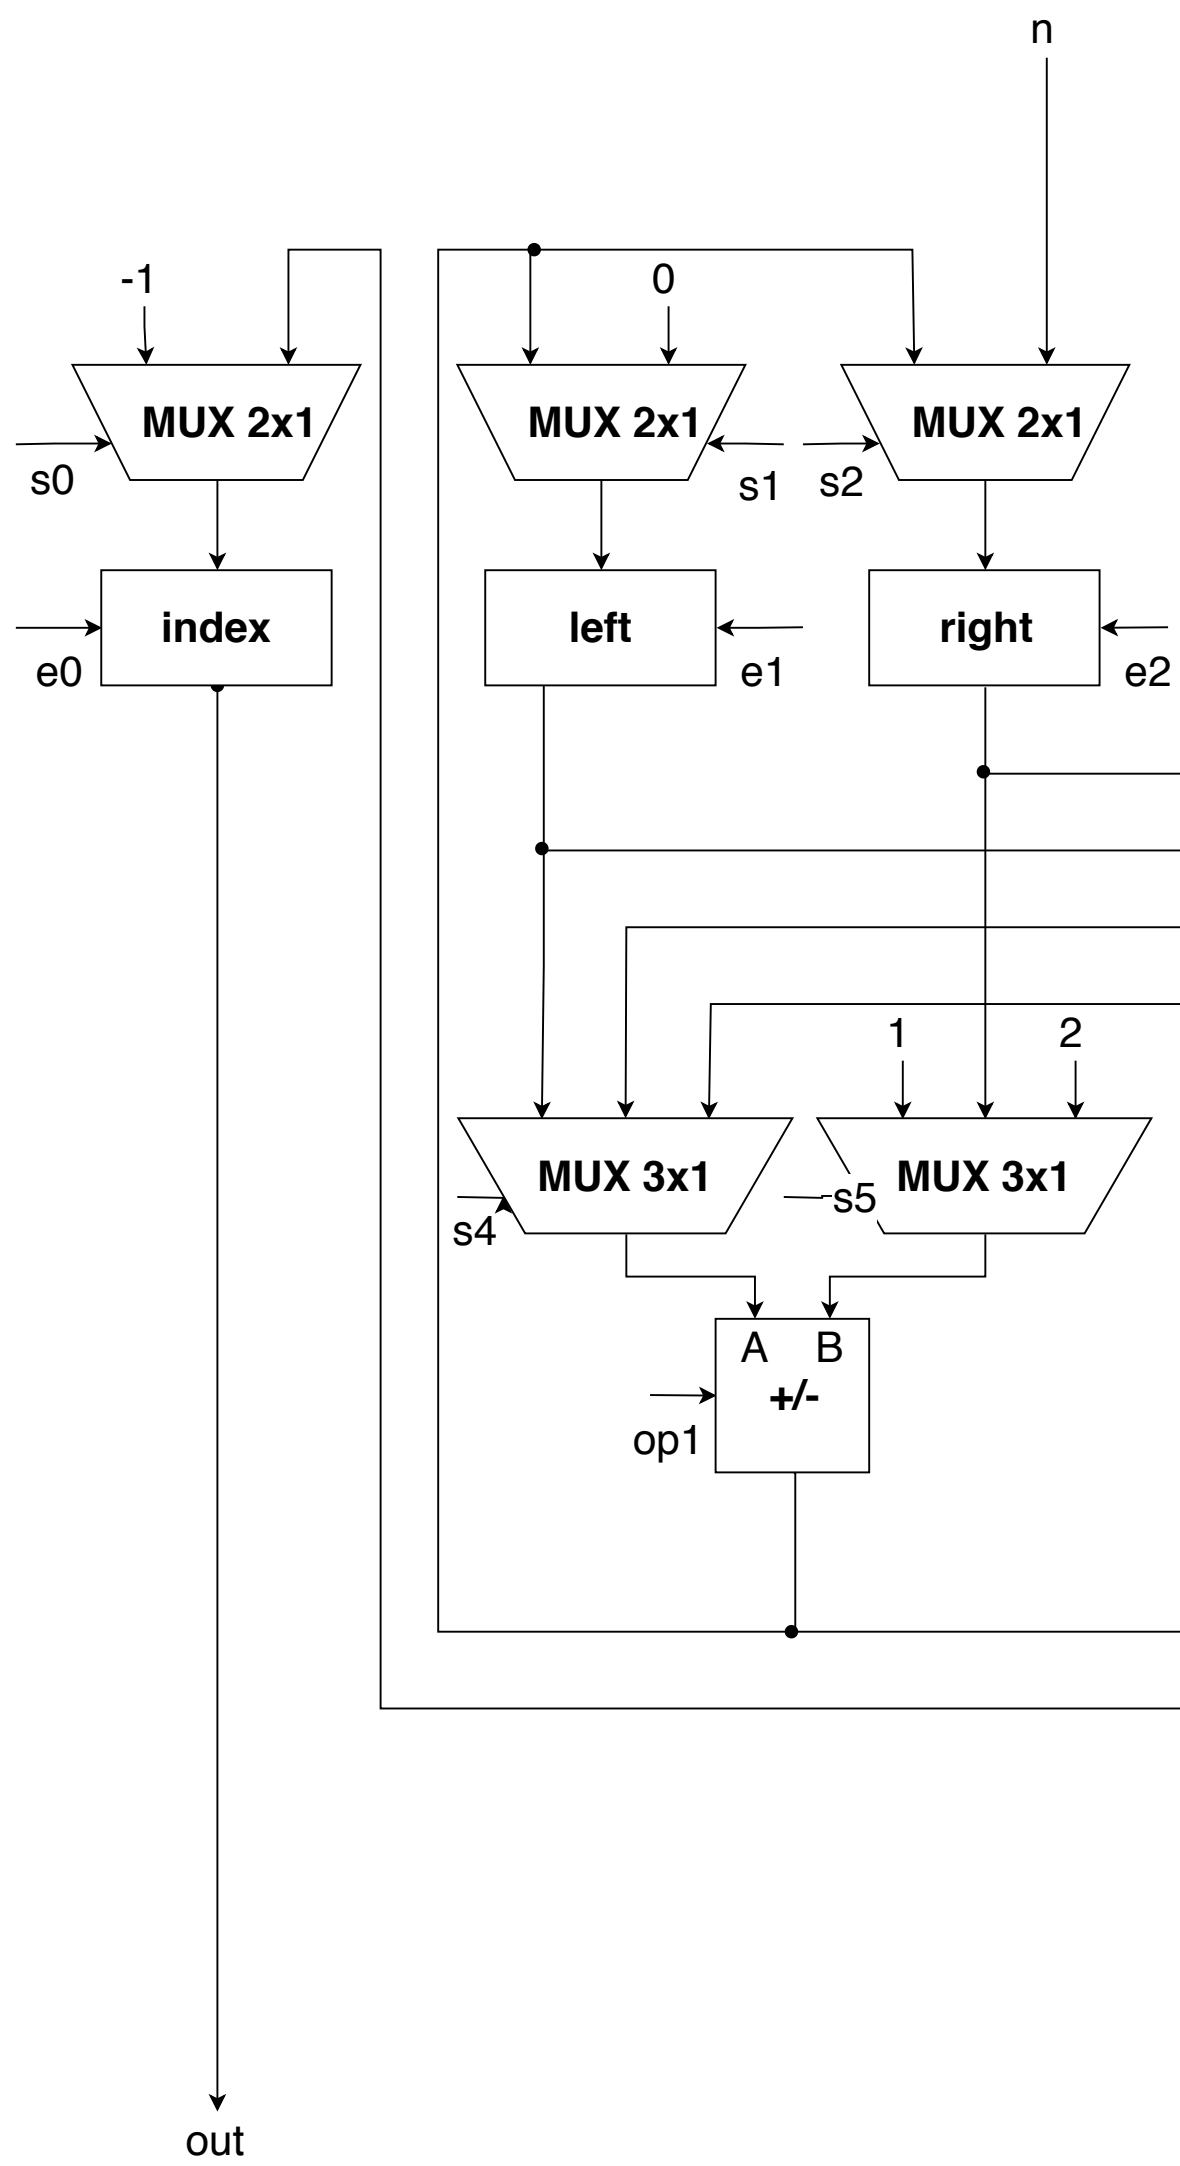 n
-1
0
MUX 2x1
MUX 2x1
MUX 2x1
s0
s1
s2
index
left
right
e0
e1
e2
1
2
MUX 3x1
MUX 3x1
s4
s5
A
B
+/-
op1
out